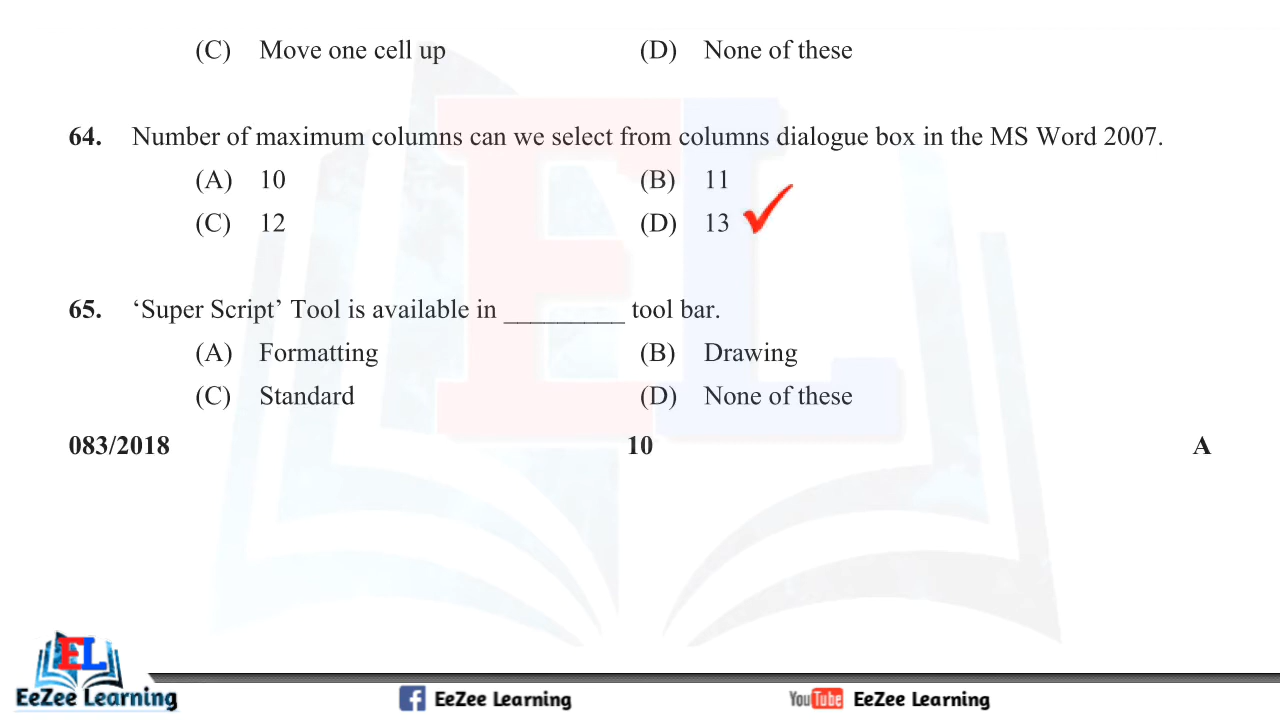 (C) Move one cell up (D) None of these
64. Number of maximum columns can we select from columns dialogue box in the MS Word 2007.
(A) 10 (B) 11
(C) 12 (D) 13
65. ‘Super Script’ Tool is available in _________ tool bar.
(A) Formatting (B) Drawing
(C) Standard (D) None of these
083/2018 10 A
EL
EL
EeZee Learning f EeZee Learning YouTube EeZee Learning